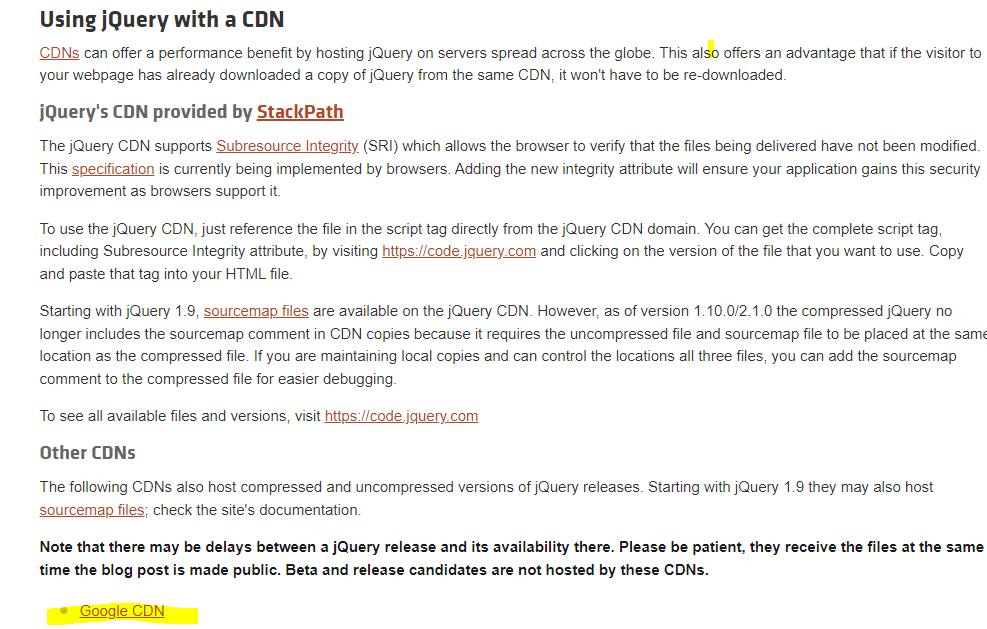 Using jQuery with a CDN
CDNs can offer a performance benefit by hosting jQuery on servers spread across the globe. This also offers an advantage that if the visitor to
your webpage has already downloaded a copy of jQuery from the same CDN, it won't have to be re-downloaded.
jQuery's CDN provided by StackPath
The jQuery CDN supports Subresource Integrity (SRI) which allows the browser to verify that the files being delivered have not been modified.
This specification is currently being implemented by browsers. Adding the new integrity attribute will ensure your application gains this security
improvement as browsers support it.
To use the jQuery CDN, just reference the file in the script tag directly from the jQuery CDN domain. You can get the complete script tag,
including Subresource Integrity attribute, by visiting https://code.jquery.com and clicking on the version of the file that you want to use. Copy
and paste that tag into your HTML file.
Starting with jQuery 1.9, sourcemap files are available on the jQuery CDN. However, as of version 1.10.0/2.1.0 the compressed jQuery no
longer includes the sourcemap comment in CDN copies because it requires the uncompressed file and sourcemap file to be placed at the same
location as the compressed file. If you are maintaining local copies and can control the locations all three files, you can add the sourcemap
comment to the compressed file for easier debugging.
To see all available files and versions, visit https://code.jquery.com
Other CDNs
The following CDNs also host compressed and uncompressed versions of jQuery releases. Starting with jQuery 1.9 they may also host
sourcemap files; check the site's documentation.
Note that there may be delays between a jQuery release and its availability there. Please be patient, they receive the files at the same
time the blog post is made public. Beta and release candidates are not hosted by these CDNs.
Google CDN